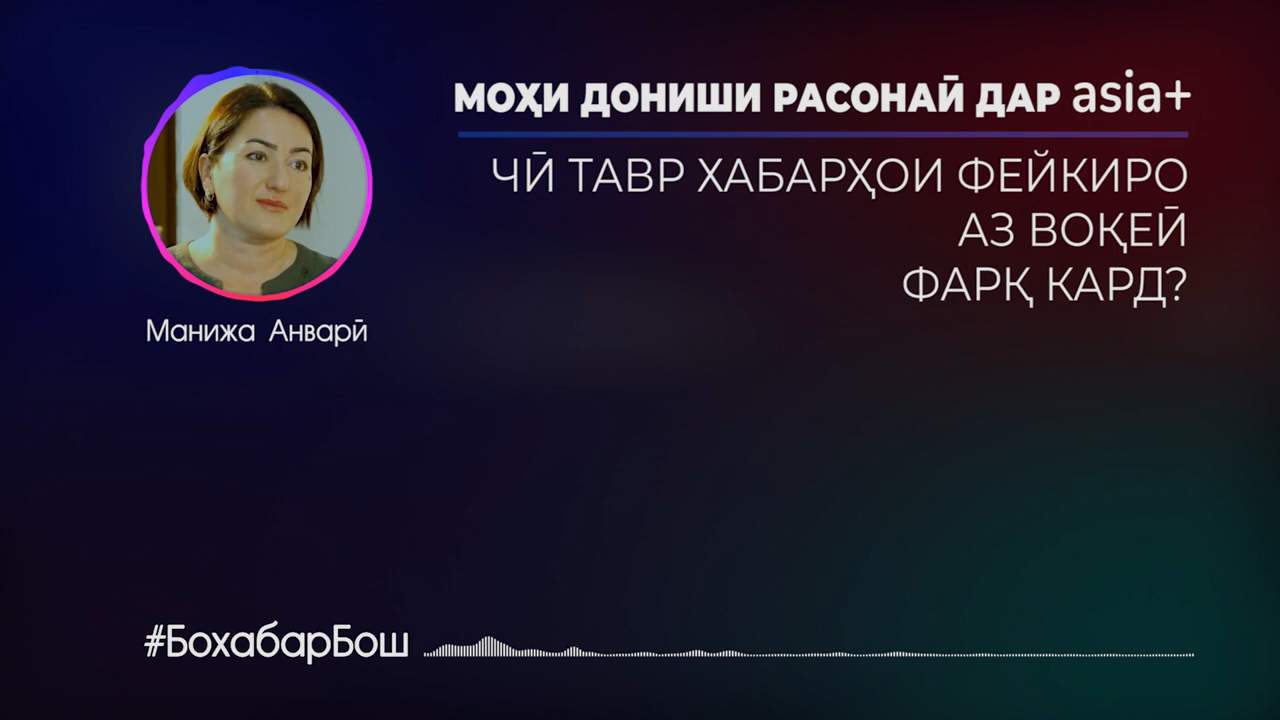 МОҲИ ДОНИШИ РАСОНАӢ ДАР asia+
ЧӢ ТАВР ХАБАРҲОИ ФЕЙКИРО
АЗ ВОҚЕӢ
ФАРҚ КАРД?
Манижа Анварӣ
#БохабарБош